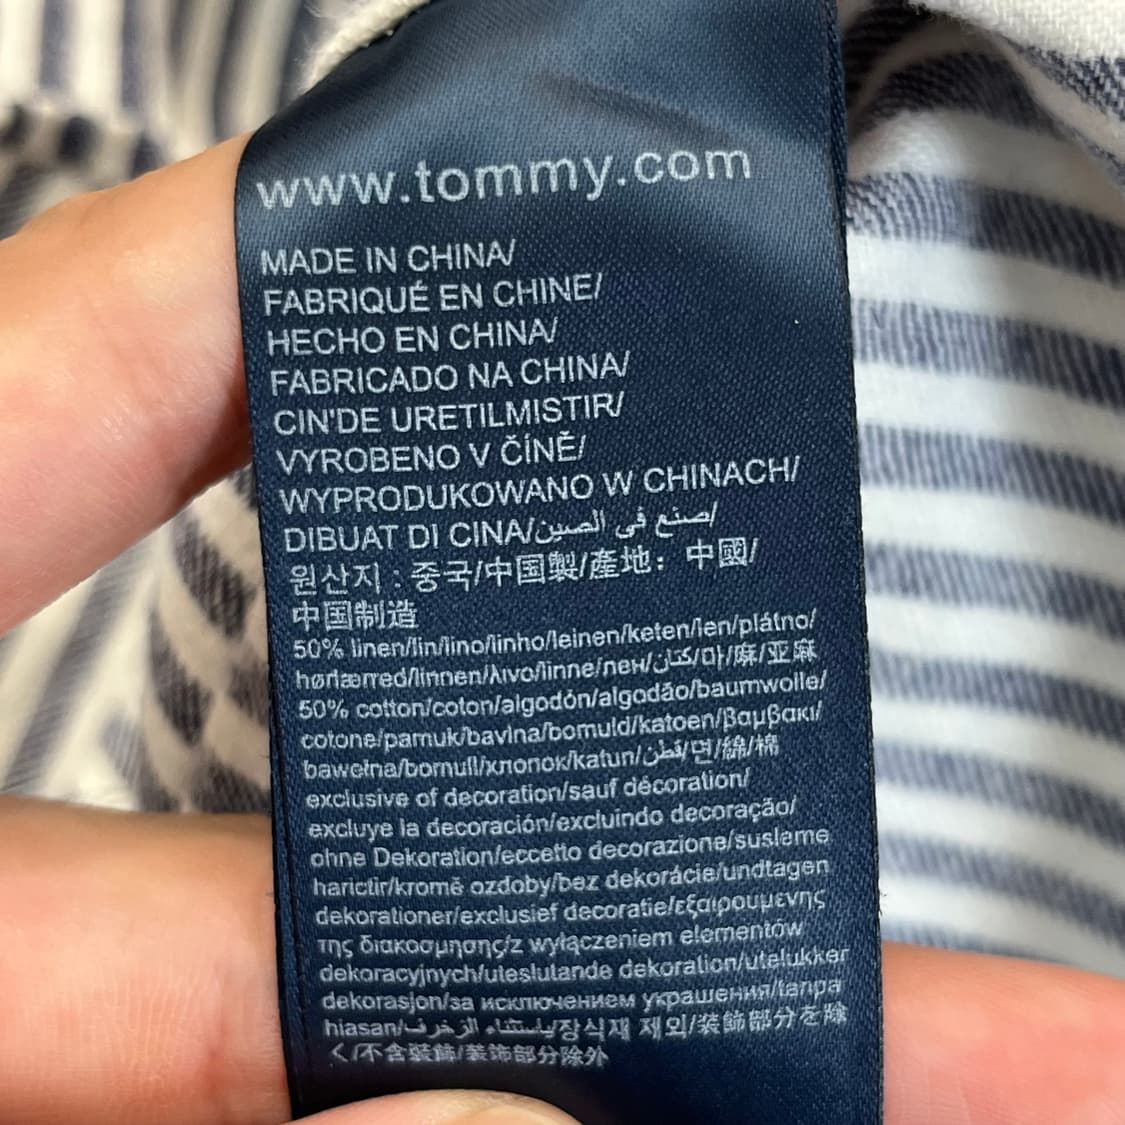 www.tommy.com
MADE IN CHINA/
FABRIQUÉ EN CHINE/
HECHO EN CHINA/
FABRICADO NA CHINA/
CIN'DE URETILMISTIR/
VYROBENO V ČÍNĚ/
WYPRODUKOWANO W CHINACH/
DIBUAT DI CINA/صنع في الصين/
원산지 : 중국/中国製/產地：中國/
中国制造
50% linen/lin/lino/linho/leinen/keten/len/plátno/
hørlærred/linnen/λινο/linne/лен/كتان/마/麻/亚麻
50% cotton/coton/algodón/algodão/baumwolle/
cotone/pamuk/bavlna/bomuld/katoen/βαμβακι/
bawełna/bomull/хлопок/katun/قطن/면/綿/棉
exclusive of decoration/sauf décoration/
excluye la decoración/excluindo decoração/
ohne Dekoration/eccetto decorazione/susleme
harictir/kromě ozdoby/bez dekorácie/undtagen
dekorationer/exclusief decoratie/εξαιρουμενης
της διακοσμησης/z wyłączeniem elementów
dekoracyjnych/uteslutande dekoration/utelukker
dekorasjon/за исключением украшения/tanpa
hiasan/باستثناء الزخرف/장식재 제외/装飾部分を除
く/不含裝飾/装饰部分除外